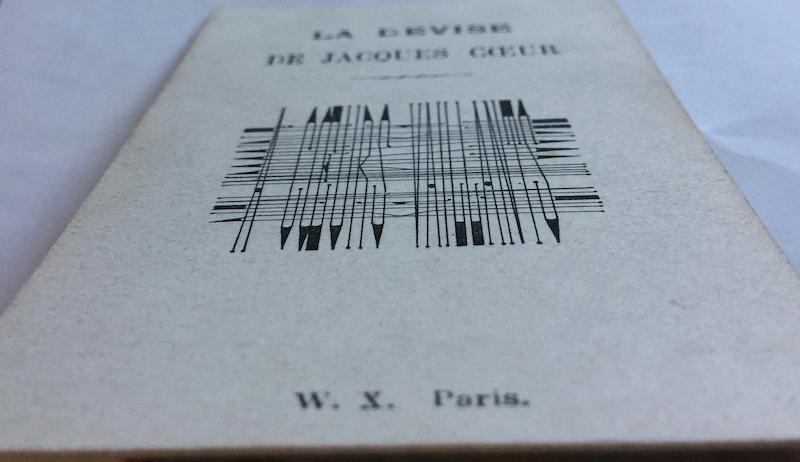 LA DEVISE
DE JACQUES CŒUR
W. X. Paris.